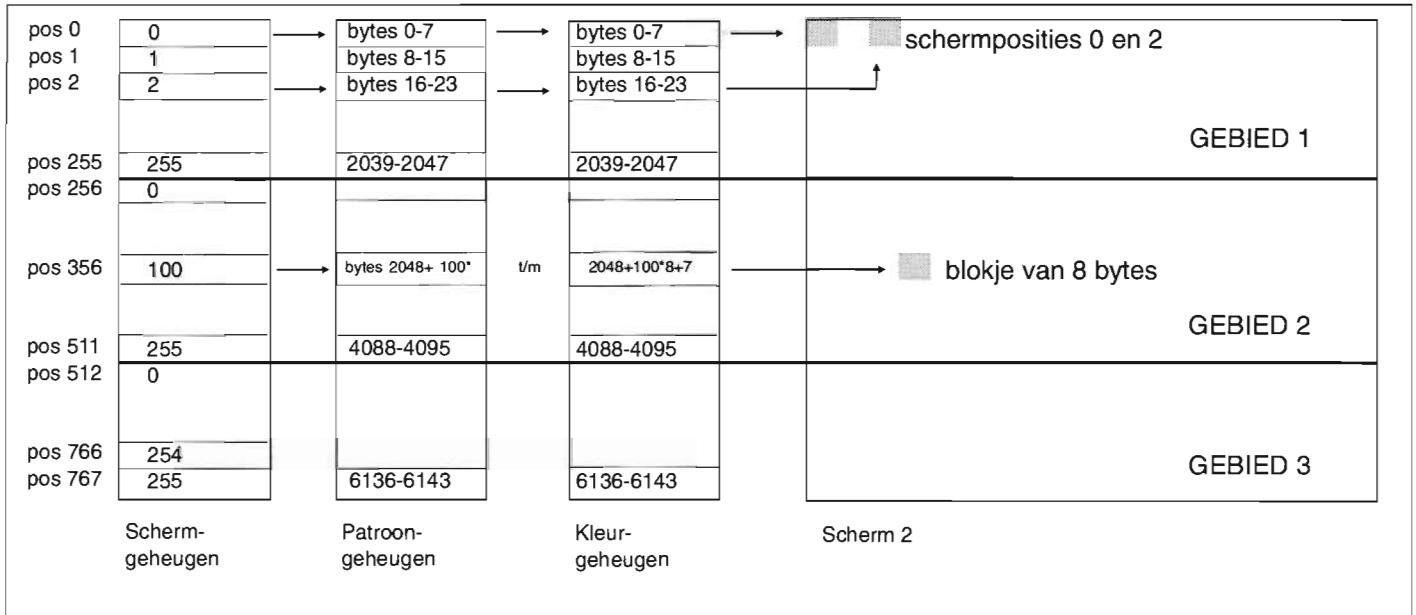 pos 0 0 bytes 0-7 bytes 0-7 schermposities 0 en 2
pos 1 1 bytes 8-15 bytes 8-15
pos 2 2 bytes 16-23 bytes 16-23
GEBIED 1
pos 255 255 2039-2047 2039-2047
pos 256 0
pos 356 100 bytes 2048+ 100* t/m 2048+100*8+7 blokje van 8 bytes
GEBIED 2
pos 511 255 4088-4095 4088-4095
pos 512 0
pos 766 254
GEBIED 3
pos 767 255 6136-6143 6136-6143
Scherm- Patroon- Kleur- Scherm 2
geheugen geheugen geheugen